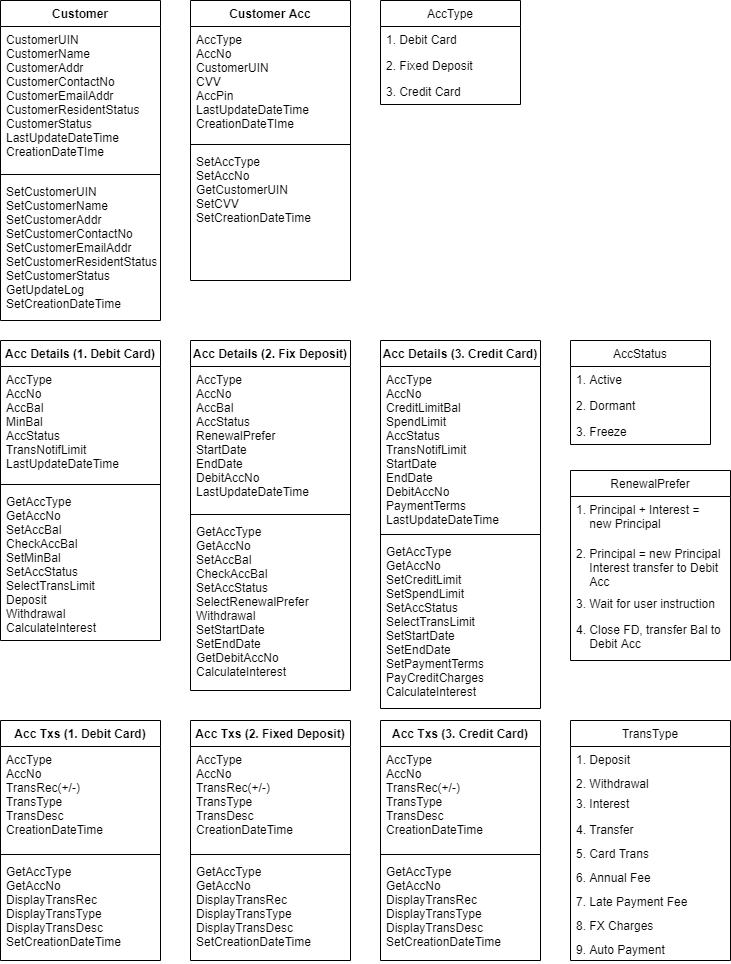 Customer
CustomerUIN
CustomerName
CustomerAddr
CustomerContactNo
CustomerEmailAddr
CustomerResidentStatus
CustomerStatus
LastUpdateDateTime
CreationDateTIme
SetCustomerUIN
SetCustomerName
SetCustomerAddr
SetCustomerContactNo
SetCustomerEmailAddr
SetCustomerResidentStatus
SetCustomerStatus
GetUpdateLog
SetCreationDateTime
Customer Acc
AccType
AccNo
CustomerUIN
CVV
AccPin
LastUpdateDateTime
CreationDateTIme
SetAccType
SetAccNo
GetCustomerUIN
SetCVV
SetCreationDateTime
AccType
1. Debit Card
2. Fixed Deposit
3. Credit Card
Acc Details (1. Debit Card)
AccType
AccNo
AccBal
MinBal
AccStatus
TransNotifLimit
LastUpdateDateTime
GetAccType
GetAccNo
SetAccBal
CheckAccBal
SetMinBal
SetAccStatus
SelectTransLimit
Deposit
Withdrawal
CalculateInterest
Acc Details (2. Fix Deposit)
AccType
AccNo
AccBal
AccStatus
RenewalPrefer
StartDate
EndDate
DebitAccNo
LastUpdateDateTime
GetAccType
GetAccNo
SetAccBal
CheckAccBal
SetAccStatus
SelectRenewalPrefer
Withdrawal
SetStartDate
SetEndDate
GetDebitAccNo
CalculateInterest
Acc Details (3. Credit Card)
AccType
AccNo
CreditLimitBal
SpendLimit
AccStatus
TransNotifLimit
StartDate
EndDate
DebitAccNo
PaymentTerms
LastUpdateDateTime
GetAccType
GetAccNo
SetCreditLimit
SetSpendLimit
SetAccStatus
SelectTransLimit
SetStartDate
SetEndDate
SetPaymentTerms
PayCreditCharges
CalculateInterest
AccStatus
1. Active
2. Dormant
3. Freeze
RenewalPrefer
1. Principal + Interest =
new Principal
2. Principal = new Principal
Interest transfer to Debit
Acc
3. Wait for user instruction
4. Close FD, transfer Bal to
Debit Acc
Acc Txs (1. Debit Card)
AccType
AccNo
TransRec(+/-)
TransType
TransDesc
CreationDateTime
GetAccType
GetAccNo
DisplayTransRec
DisplayTransType
DisplayTransDesc
SetCreationDateTime
Acc Txs (2. Fixed Deposit)
AccType
AccNo
TransRec(+/-)
TransType
TransDesc
CreationDateTime
GetAccType
GetAccNo
DisplayTransRec
DisplayTransType
DisplayTransDesc
SetCreationDateTime
Acc Txs (3. Credit Card)
AccType
AccNo
TransRec(+/-)
TransType
TransDesc
CreationDateTime
GetAccType
GetAccNo
DisplayTransRec
DisplayTransType
DisplayTransDesc
SetCreationDateTime
TransType
1. Deposit
2. Withdrawal
3. Interest
4. Transfer
5. Card Trans
6. Annual Fee
7. Late Payment Fee
8. FX Charges
9. Auto Payment